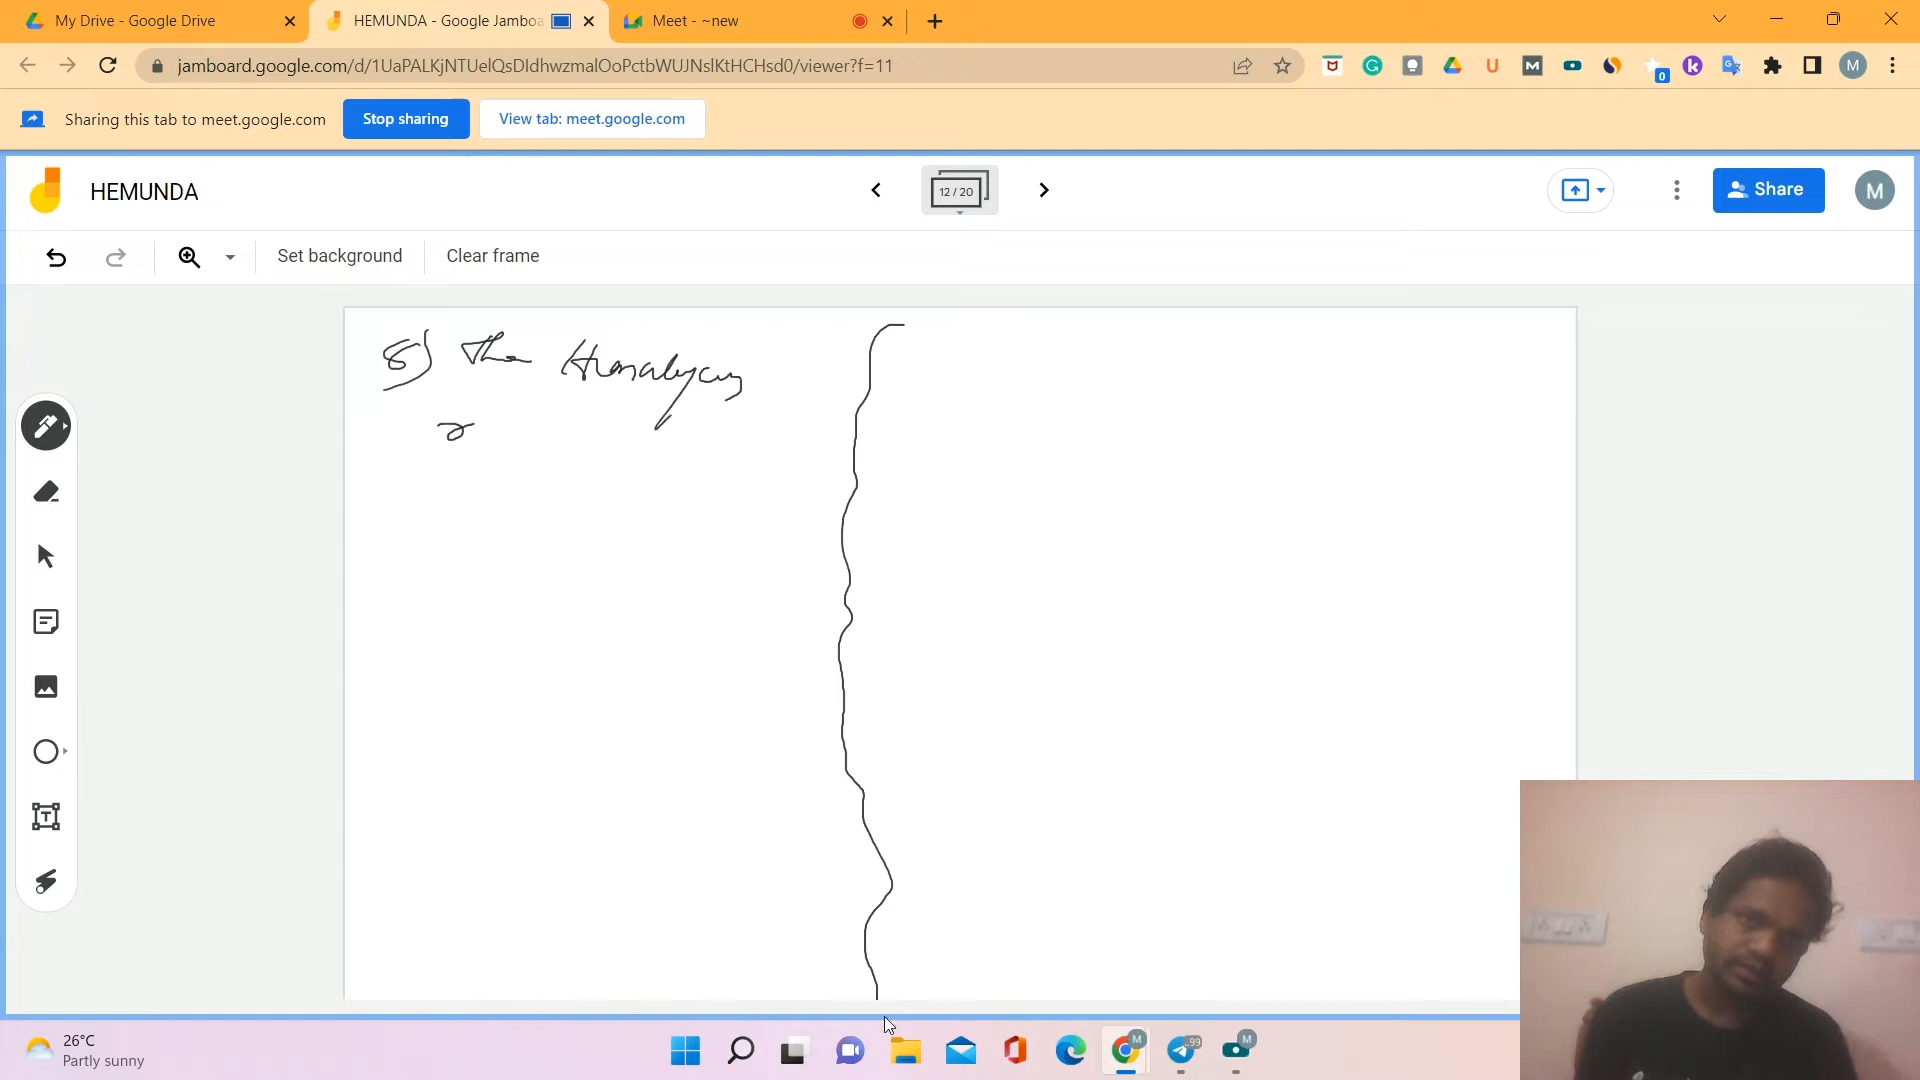 My Drive - Google Drive
HEMUNDA - Google Jamboa
Meet - ~new
jamboard.google.com/d/1UaPALKjNTUelQsDIdhwzmalOoPctbWUJNslKtHCHsd0/viewer?f=11
0
M
Sharing this tab to meet.google.com
Stop sharing
View tab: meet.google.com
HEMUNDA
12 / 20
Share
M
Set background
Clear frame
8) The Himalayas
26°C
Partly sunny
M
99
M